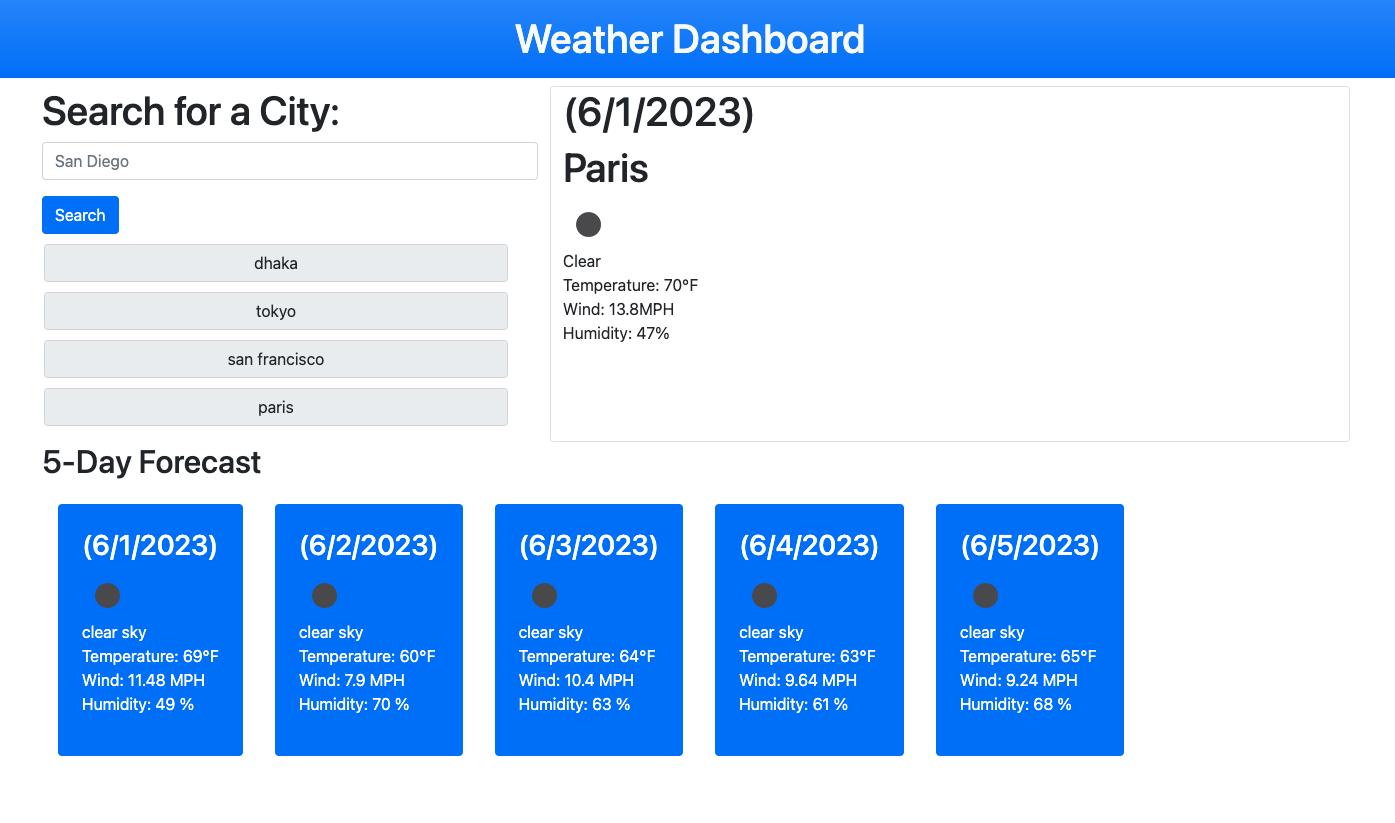 Weather Dashboard
Search for a City:
San Diego
Search
dhaka
tokyo
san francisco
paris
(6/1/2023)
Paris
Clear
Temperature: 70°F
Wind: 13.8MPH
Humidity: 47%
5-Day Forecast
(6/1/2023)
clear sky
Temperature: 69°F
Wind: 11.48 MPH
Humidity: 49 %
(6/2/2023)
clear sky
Temperature: 60°F
Wind: 7.9 MPH
Humidity: 70 %
(6/3/2023)
clear sky
Temperature: 64°F
Wind: 10.4 MPH
Humidity: 63 %
(6/4/2023)
clear sky
Temperature: 63°F
Wind: 9.64 MPH
Humidity: 61 %
(6/5/2023)
clear sky
Temperature: 65°F
Wind: 9.24 MPH
Humidity: 68 %